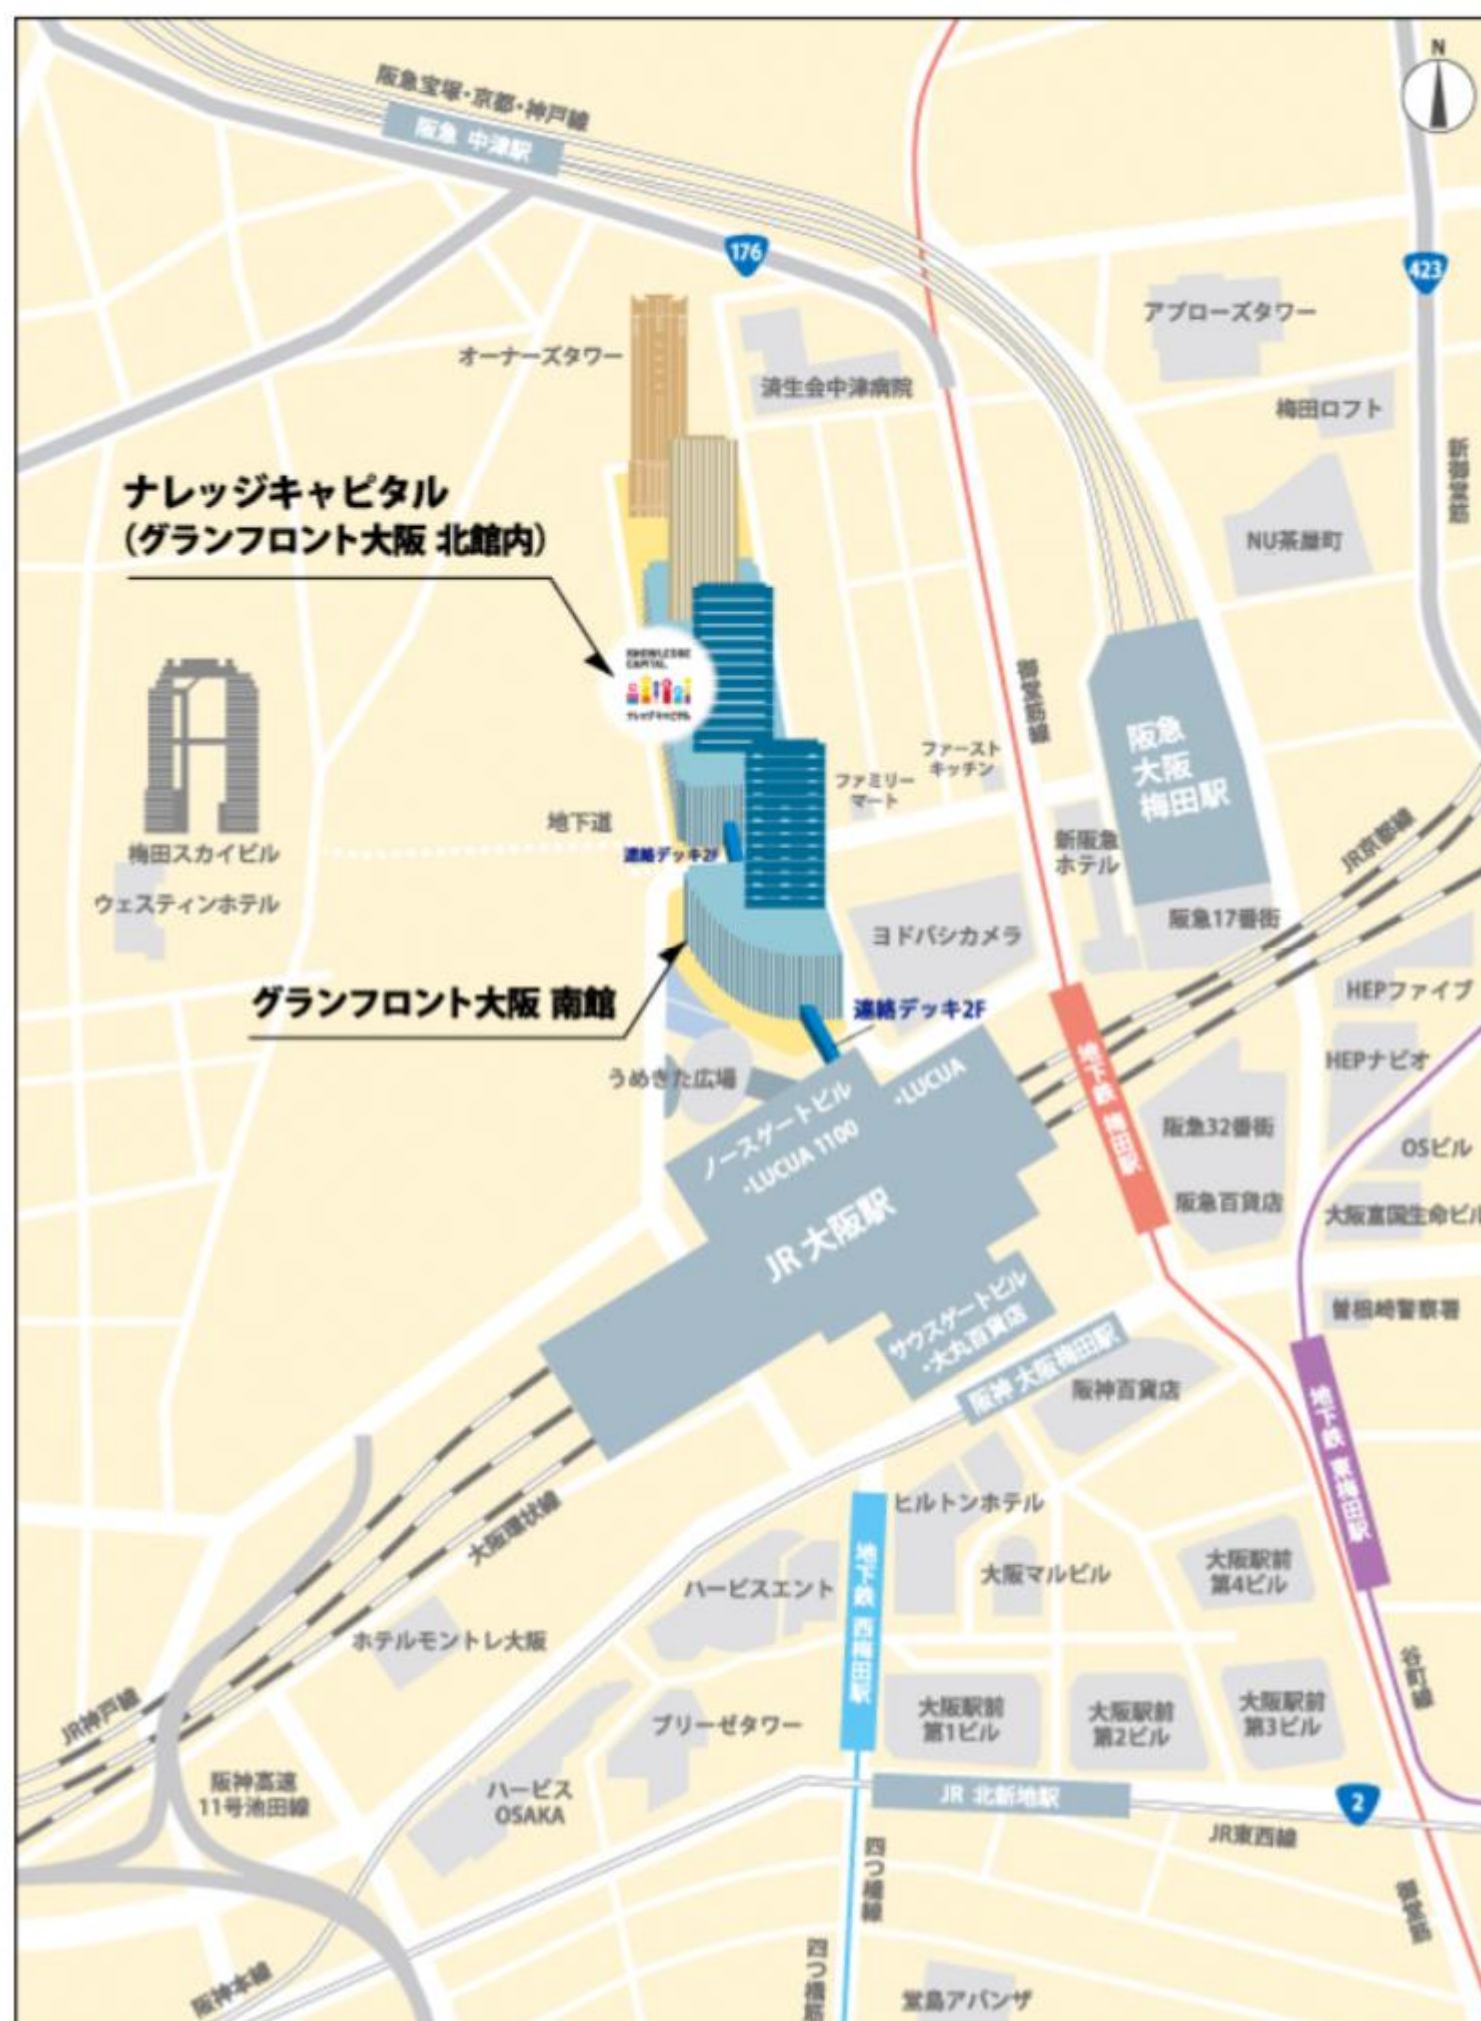 N
阪急宝塚・京都・神戸線
阪急 中津駅
176
423
アプローズタワー
オーナーズタワー
済生会中津病院
梅田ロフト
新御堂筋
ナレッジキャピタル
(グランフロント大阪 北館内)
NU茶屋町
KNOWLEDGE
CAPITAL
ナレッジキャピタル
御堂筋線
阪急
大阪
梅田駅
ファースト
キッチン
ファミリー
マート
地下道
連絡デッキ2F
新阪急
ホテル
JR京都線
梅田スカイビル
ウェスティンホテル
ヨドバシカメラ
阪急17番街
グランフロント大阪 南館
連絡デッキ2F
HEPファイブ
うめきた広場
ノースゲートビル
・LUCUA 1100
・LUCUA
地下鉄 梅田駅
HEPナビオ
阪急32番街
OSビル
JR 大阪駅
阪急百貨店
大阪富国生命ビル
サウスゲートビル
・大丸百貨店
曽根崎警察署
阪神 大阪梅田駅
阪神百貨店
地下鉄 東梅田駅
大阪環状線
ヒルトンホテル
地下鉄 西梅田駅
ハービスエント
大阪マルビル
大阪駅前
第4ビル
ホテルモントレ大阪
谷町線
JR神戸線
ブリーゼタワー
大阪駅前
第1ビル
大阪駅前
第2ビル
大阪駅前
第3ビル
阪神高速
11号池田線
ハービス
OSAKA
JR 北新地駅
2
JR東西線
四つ橋線
御堂筋
阪神本線
四つ橋筋
堂島アバンザ